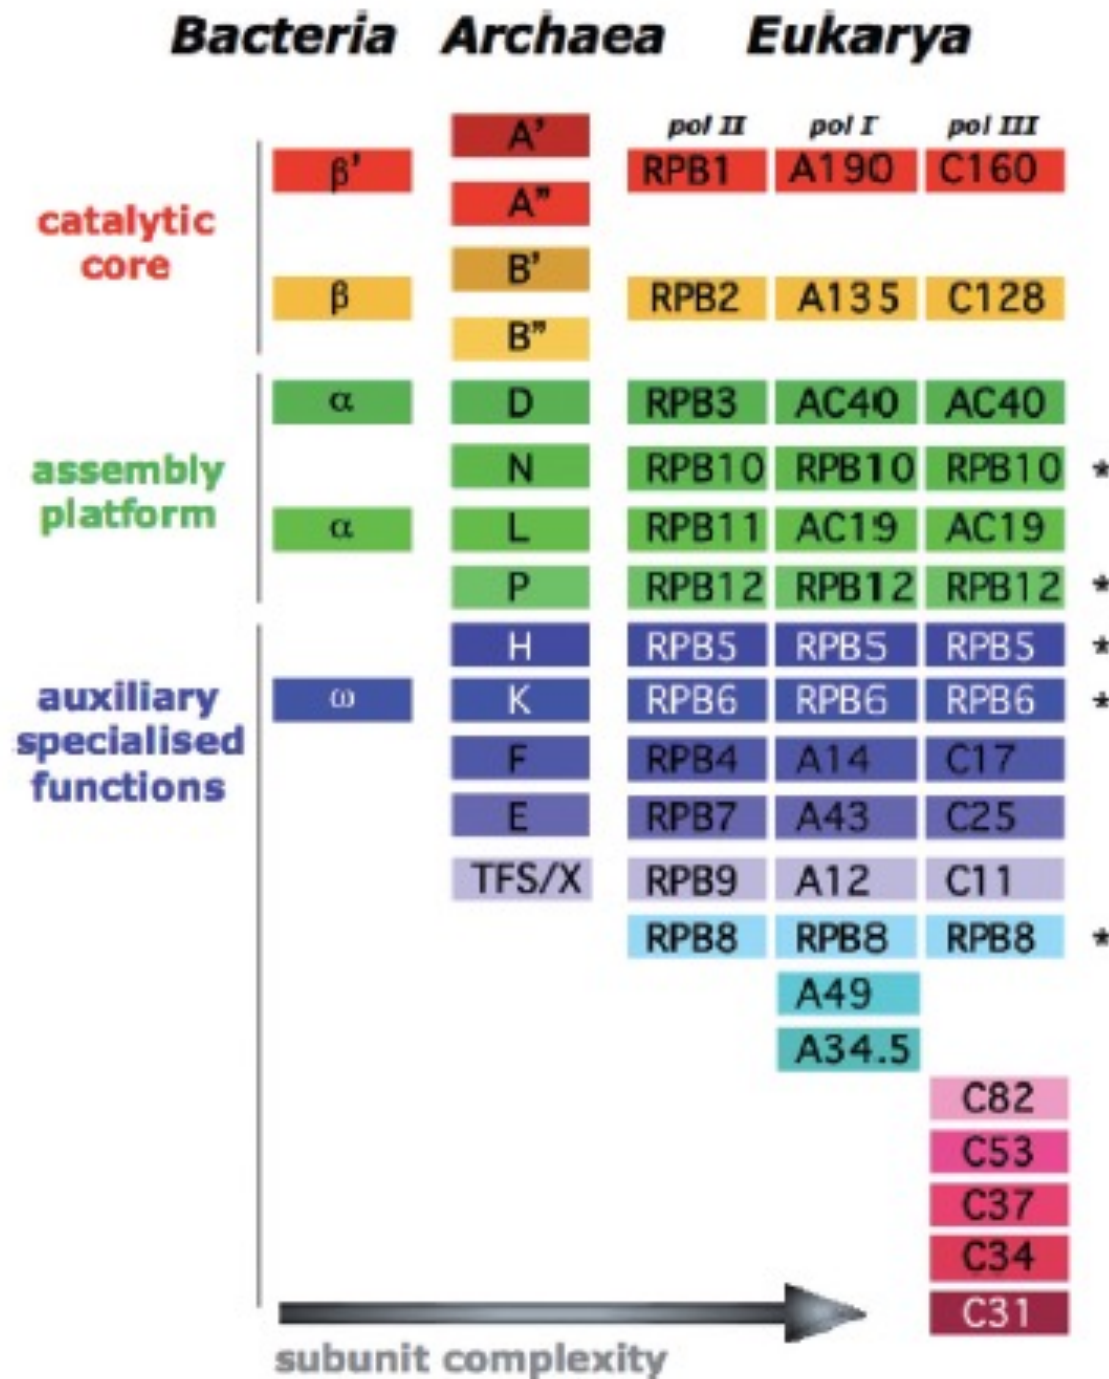 Bacteria Archaea Eukarya
pol II pol I pol III
A'
β' RPB1 A190 C160
A"
catalytic
core
B'
β RPB2 A135 C128
B"
α D RPB3 AC40 AC40
assembly
platform
N RPB10 RPB10 RPB10 *
α L RPB11 AC19 AC19
P RPB12 RPB12 RPB12 *
H RPB5 RPB5 RPB5 *
auxiliary
specialised
functions
ω K RPB6 RPB6 RPB6 *
F RPB4 A14 C17
E RPB7 A43 C25
TFS/X RPB9 A12 C11
RPB8 RPB8 RPB8 *
A49
A34.5
C82
C53
C37
C34
C31
subunit complexity